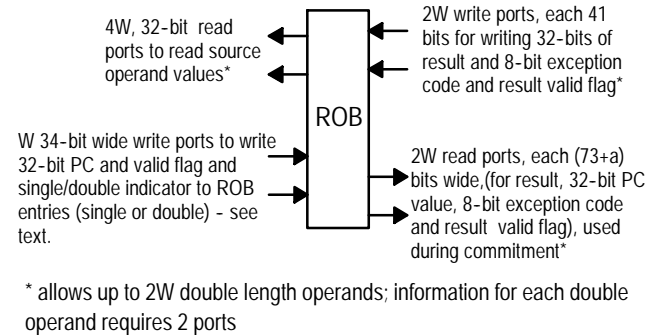 4W, 32-bit read
ports to read source
operand values*
2W write ports, each 41
bits for writing 32-bits of
result and 8-bit exception
code and result valid flag*
ROB
W 34-bit wide write ports to write
32-bit PC and valid flag and
single/double indicator to ROB
entries (single or double) - see
text.
2W read ports, each (73+a)
bits wide,(for result, 32-bit PC
value, 8-bit exception code
and result valid flag), used
during commitment*
* allows up to 2W double length operands; information for each double
operand requires 2 ports